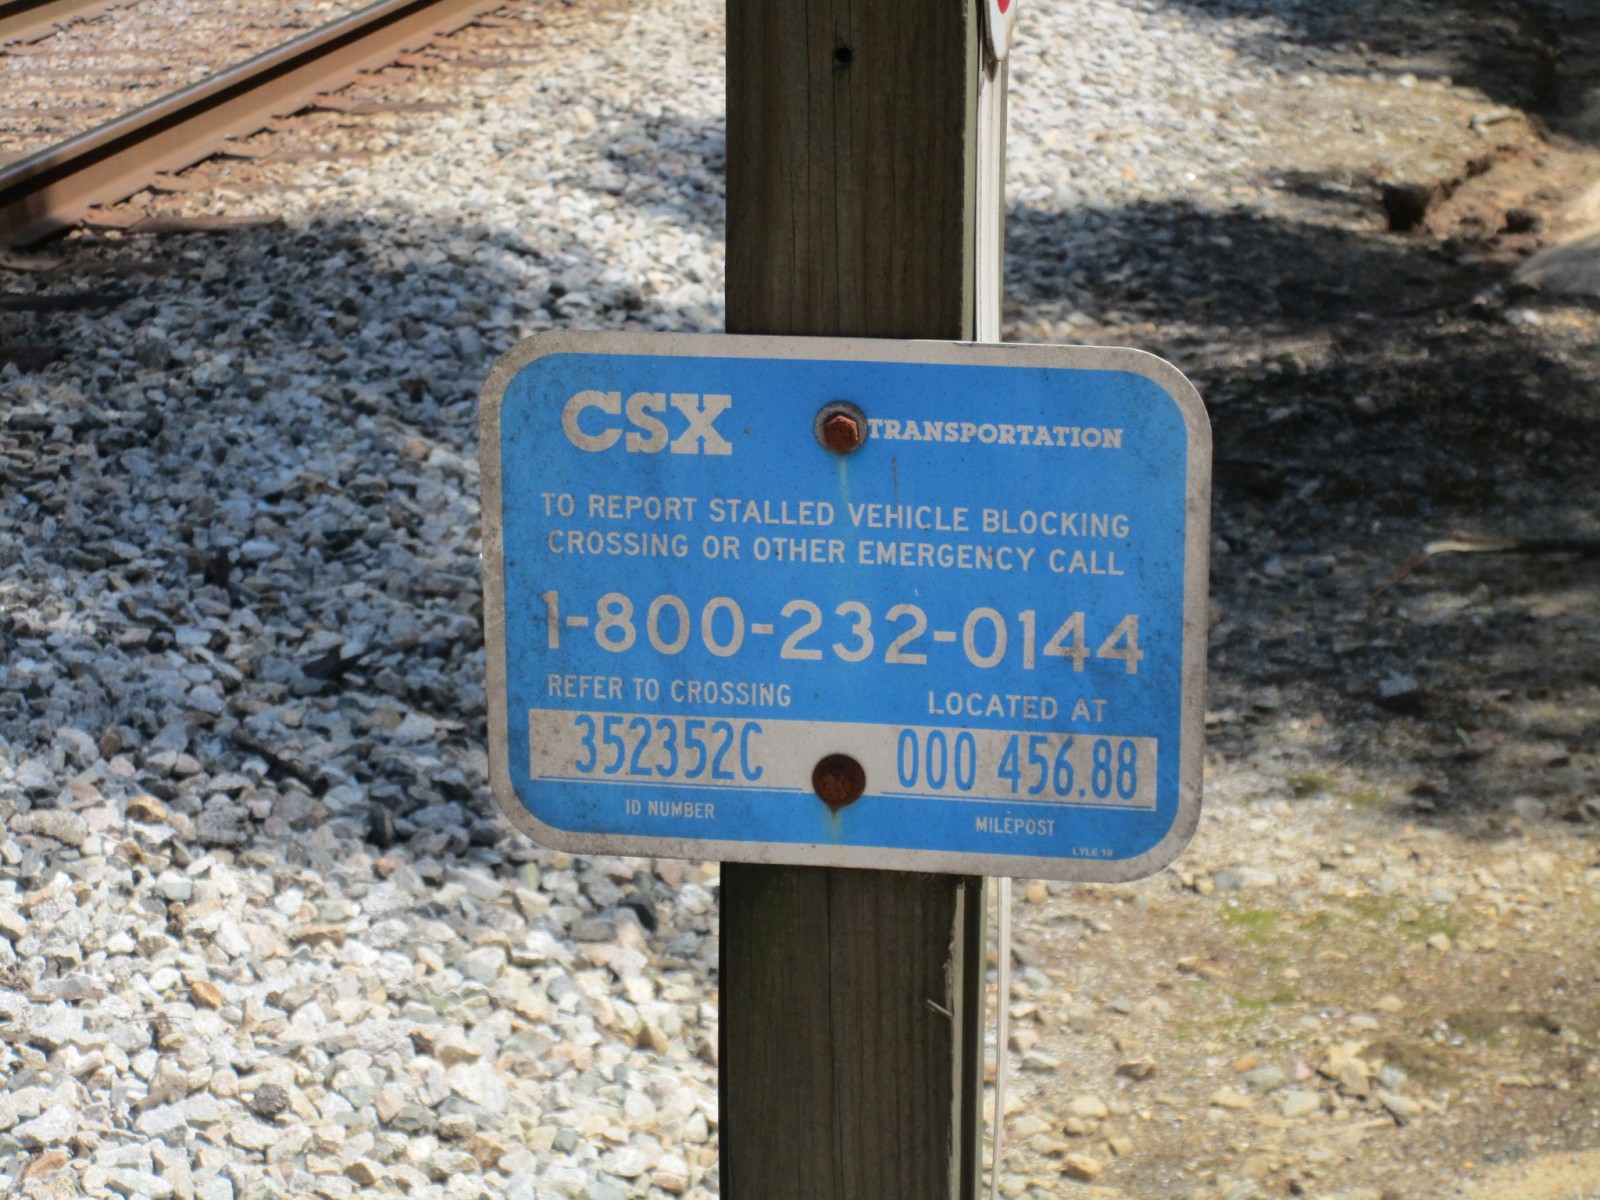 CSX TRANSPORTATION
TO REPORT STALLED VEHICLE BLOCKING
CROSSING OR OTHER EMERGENCY CALL
1-800-232-0144
REFER TO CROSSING LOCATED AT
352352C 000 456.88
ID NUMBER MILEPOST
LYLE 10